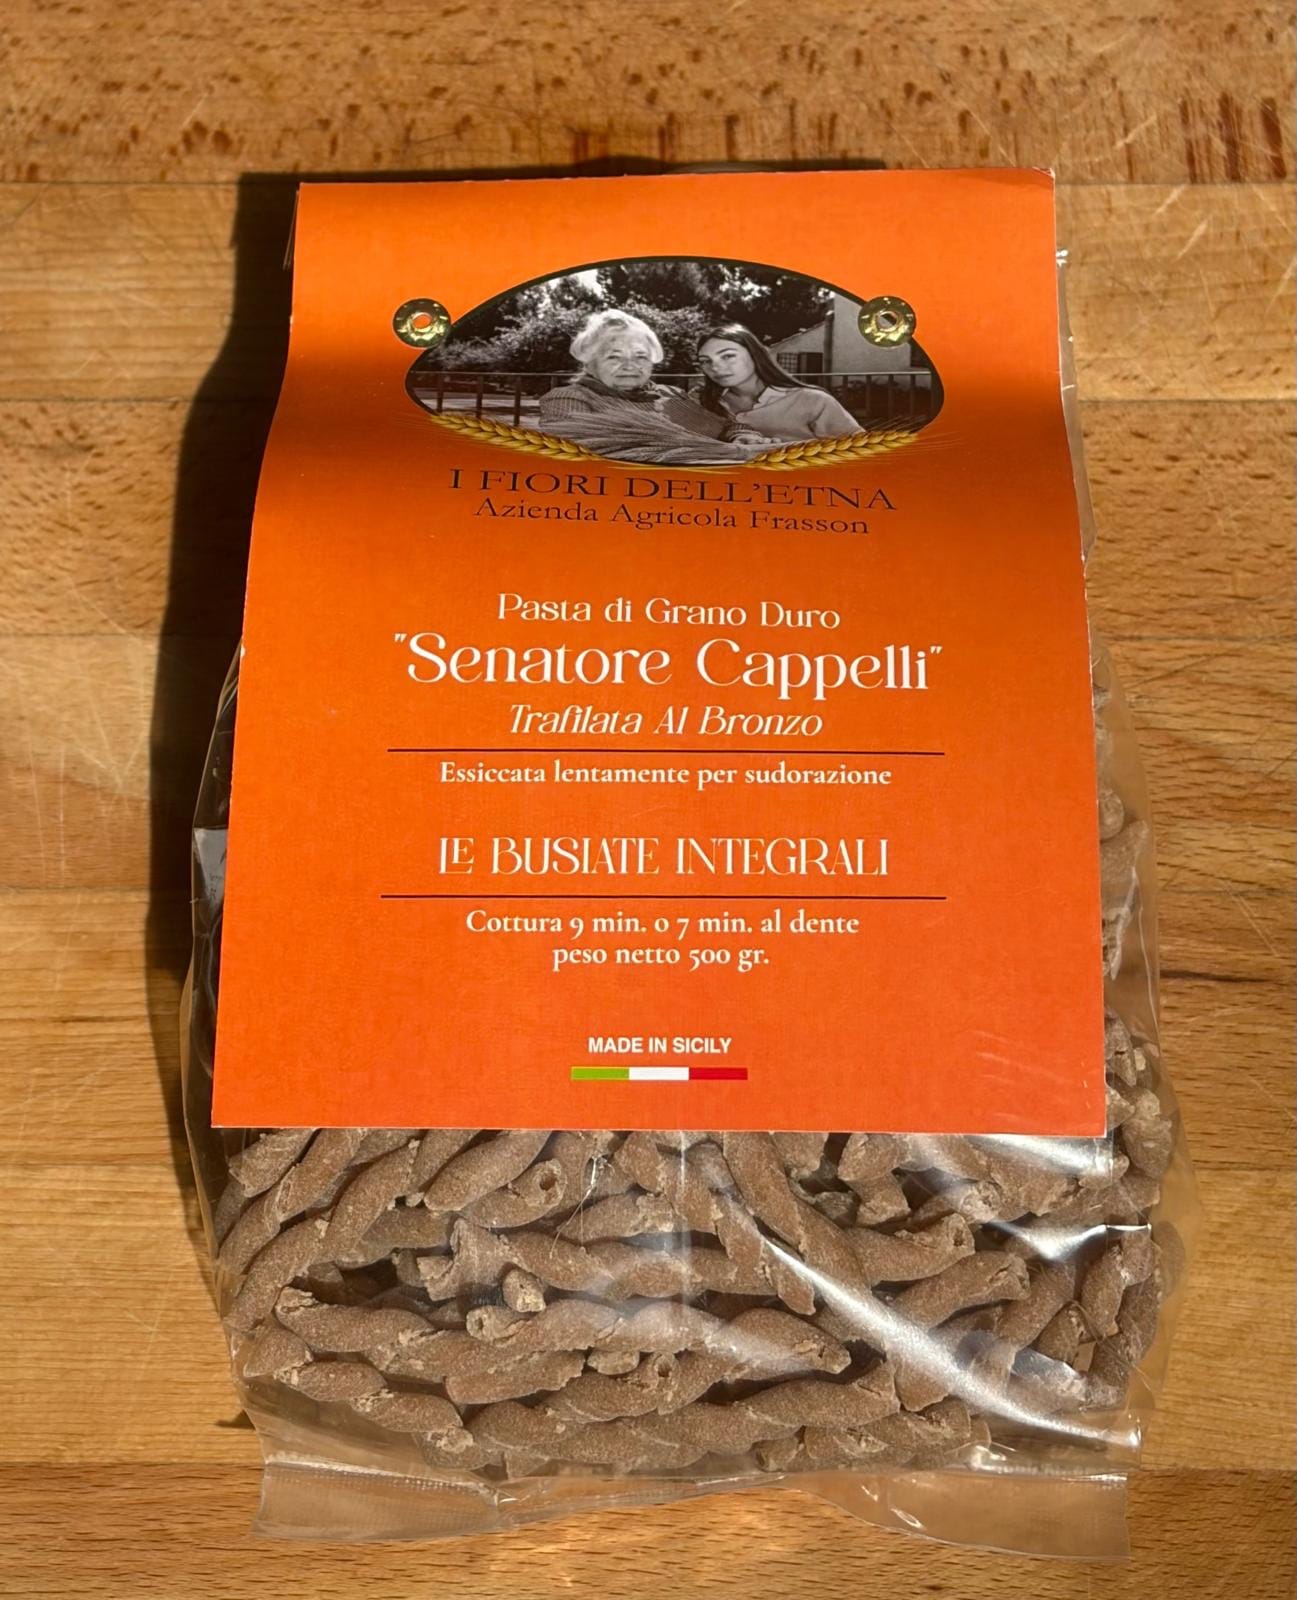 I FIORI DELL'ETNA
Azienda Agricola Frasson
Pasta di Grano Duro
"Senatore Cappelli"
Trafilata Al Bronzo
Essiccata lentamente per sudorazione
LE BUSIATE INTEGRALI
Cottura 9 min. o 7 min. al dente
peso netto 500 gr.
MADE IN SICILY